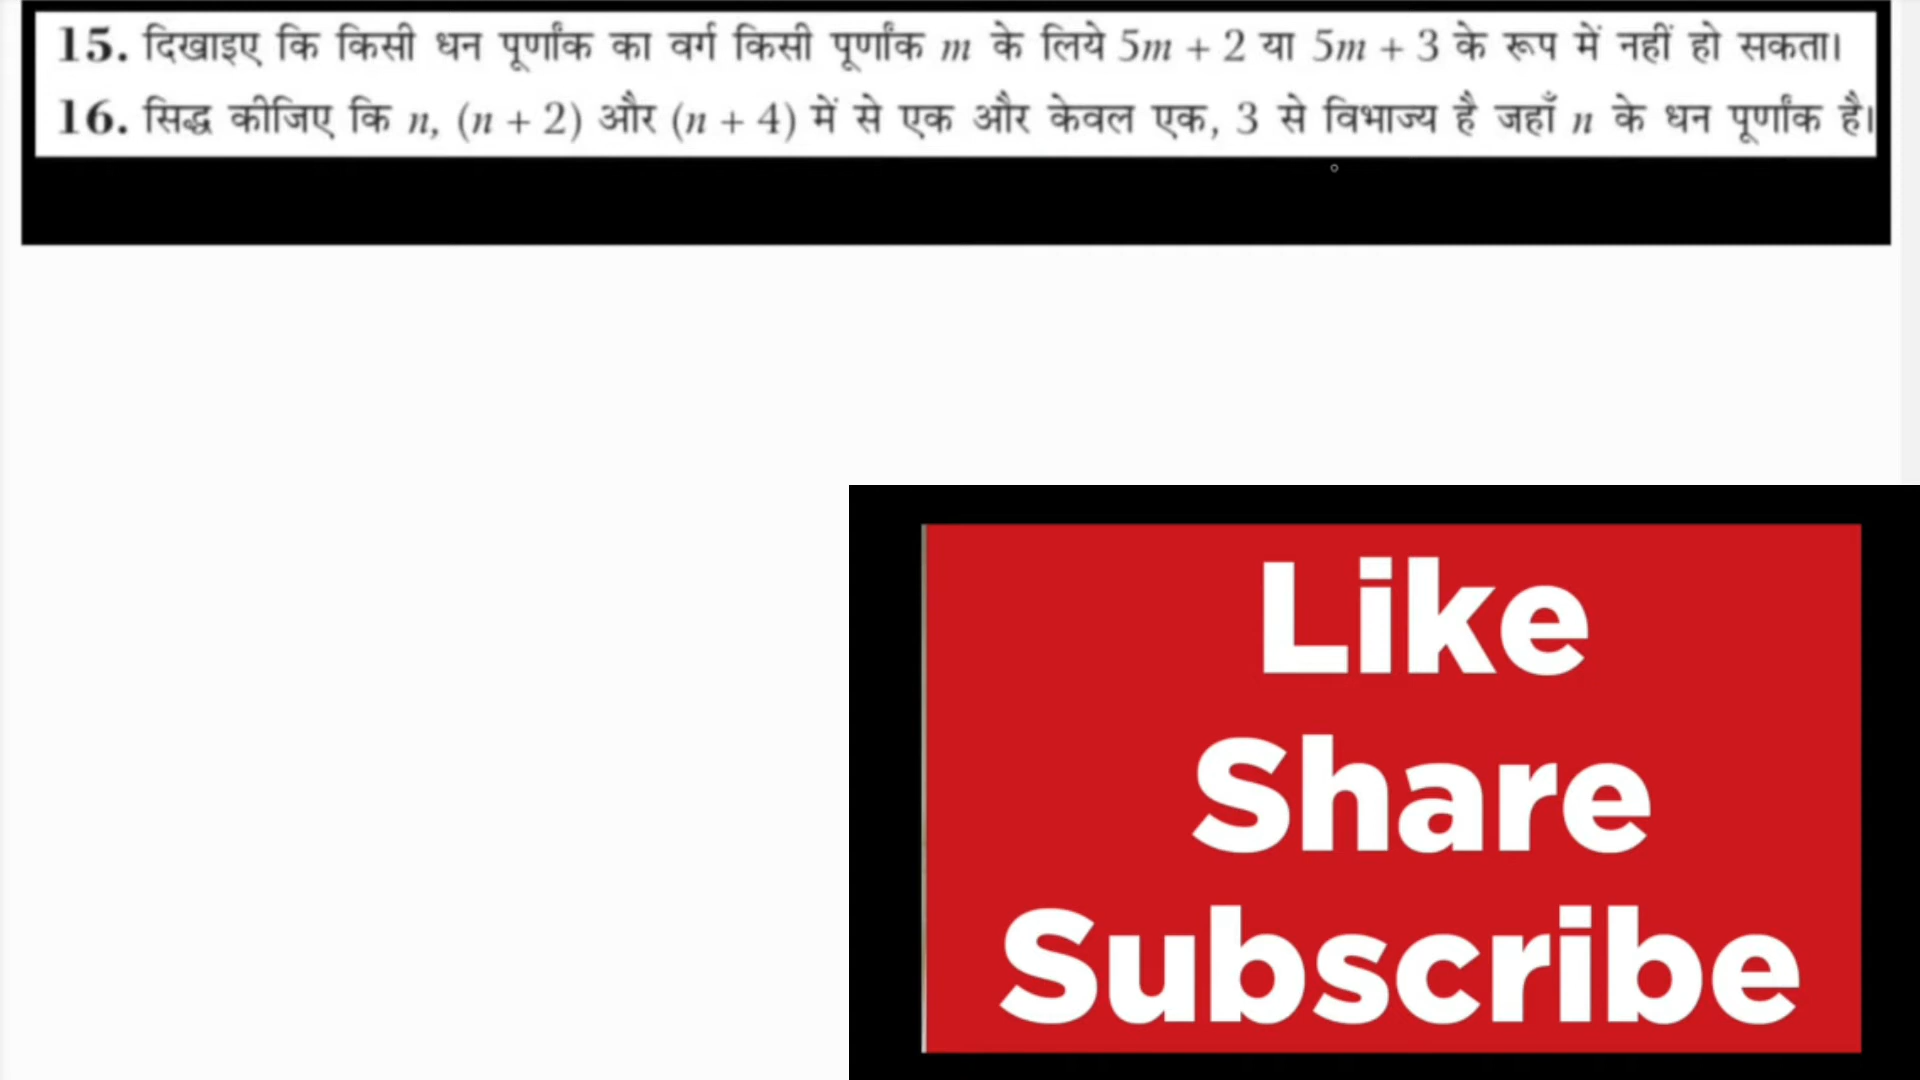 15. दिखाइए कि किसी धन पूर्णांक का वर्ग किसी पूर्णांक m के लिये 5m + 2 या 5m + 3 के रूप में नहीं हो सकता।
16. सिद्ध कीजिए कि n, (n + 2) और (n + 4) में से एक और केवल एक, 3 से विभाज्य है जहाँ n के धन पूर्णांक है।
Like
Share
Subscribe